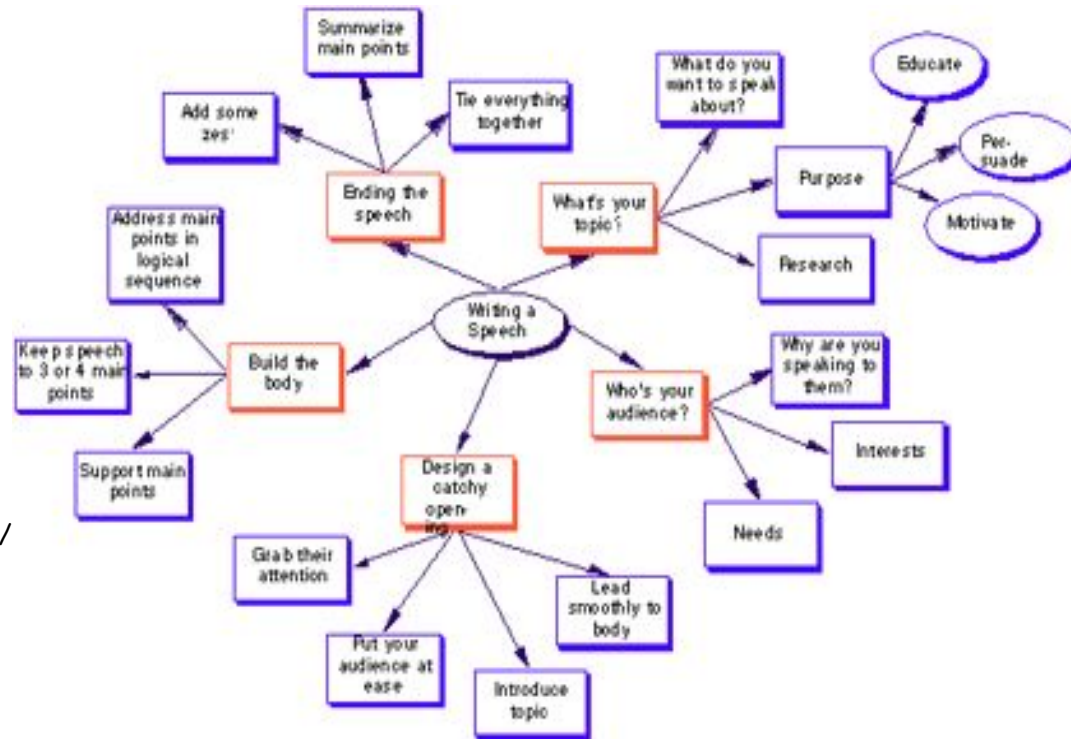 Summarize
main points
Add some
zes
Tie everything
together
Ending the
speech
What do you
want to speak
about?
Educate
Per-
suade
Motivate
Purpose
What's your
topic?
Research
Address main
points in
logical
sequence
Keep speech
to 3 or 4 main
points
Support main
points
Build the
body
Writing a
Speech
Who's your
audience?
Why are you
speaking to
them?
Interests
Needs
Design a
catchy
open-
ing
Grab their
attention
Put your
audience at
ease
Introduce
topic
Lead
smoothly to
body
/